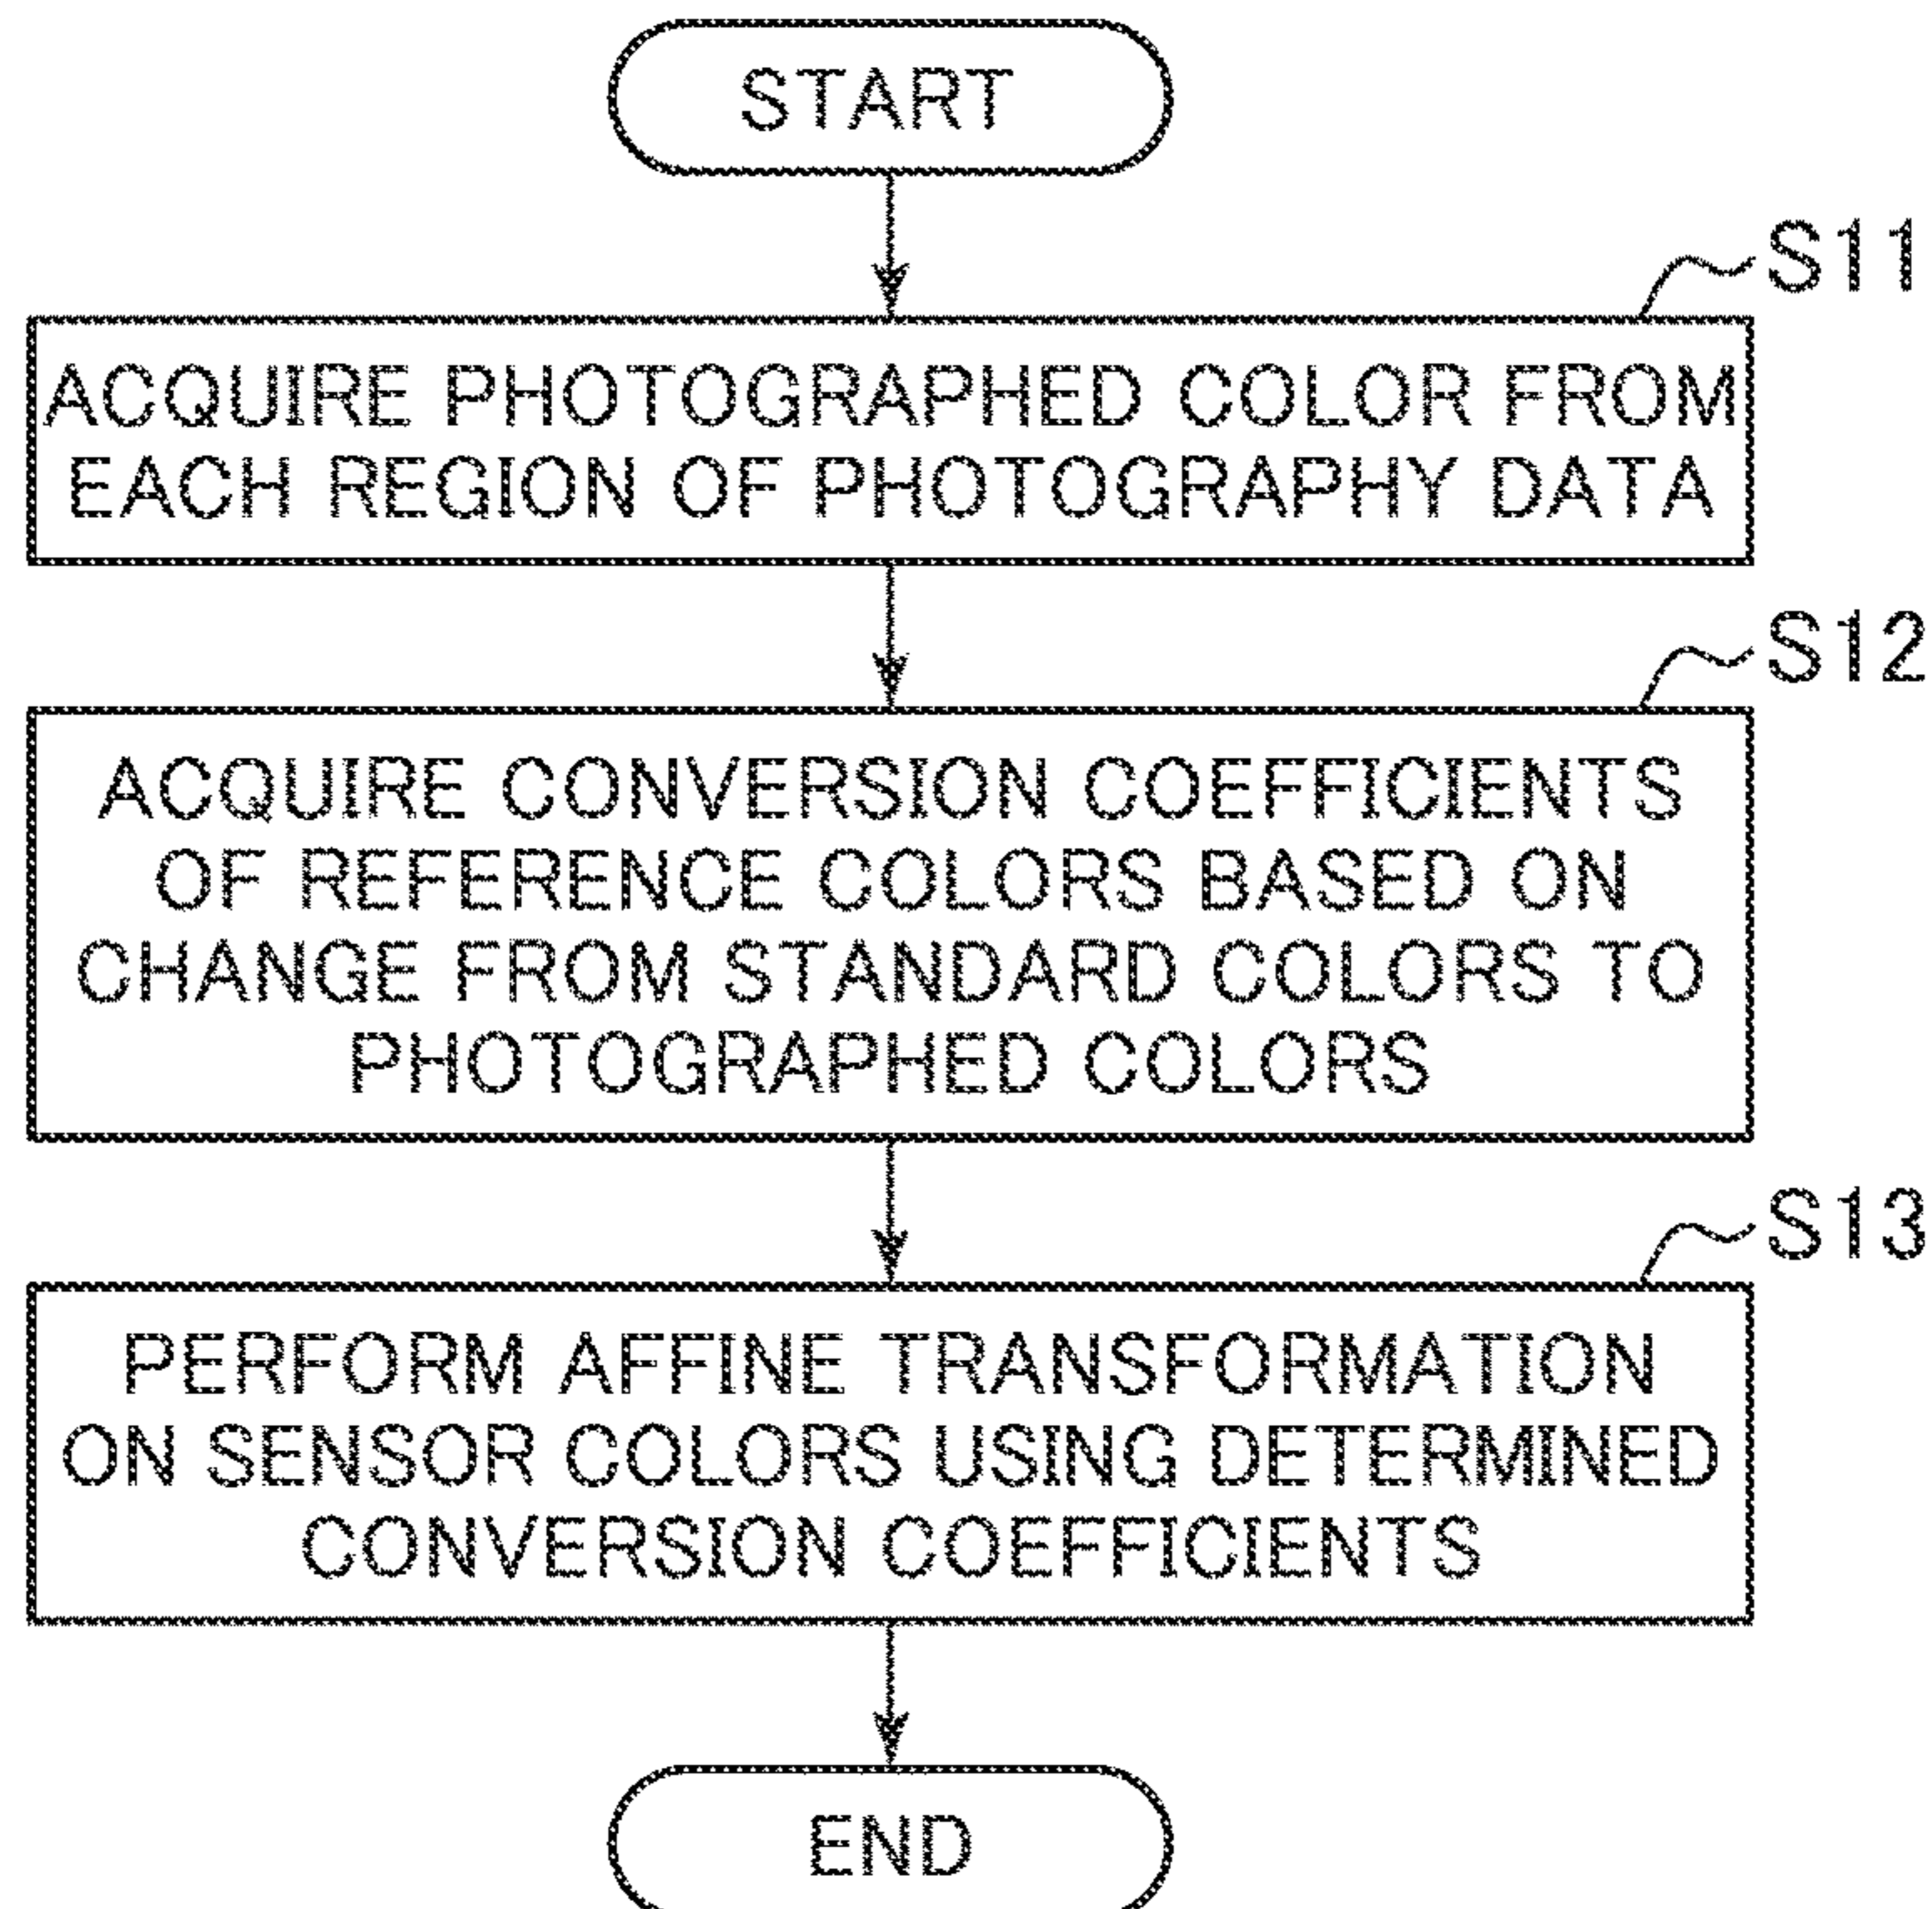 START
S11
ACQUIRE PHOTOGRAPHED COLOR FROM
EACH REGION OF PHOTOGRAPHY DATA
S12
ACQUIRE CONVERSION COEFFICIENTS
OF REFERENCE COLORS BASED ON
CHANGE FROM STANDARD COLORS TO
PHOTOGRAPHED COLORS
S13
PERFORM AFFINE TRANSFORMATION
ON SENSOR COLORS USING DETERMINED
CONVERSION COEFFICIENTS
END